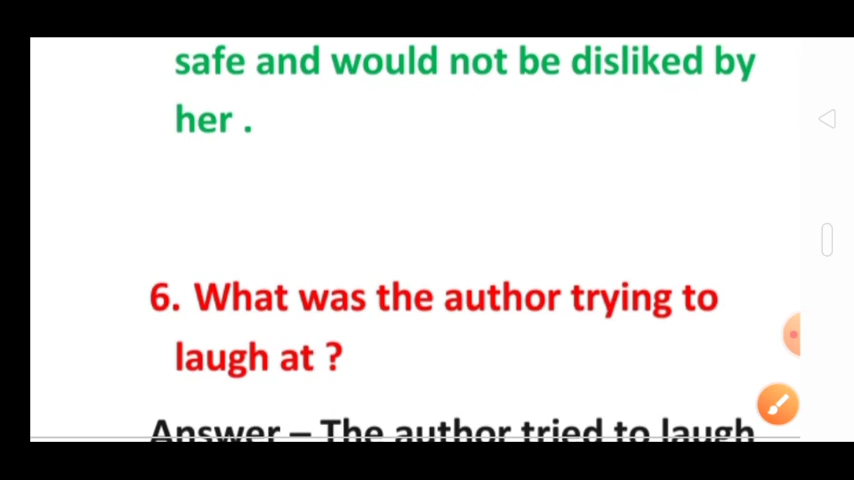 safe and would not be disliked by
her .
6. What was the author trying to
laugh at ?
Answer – The author tried to laugh